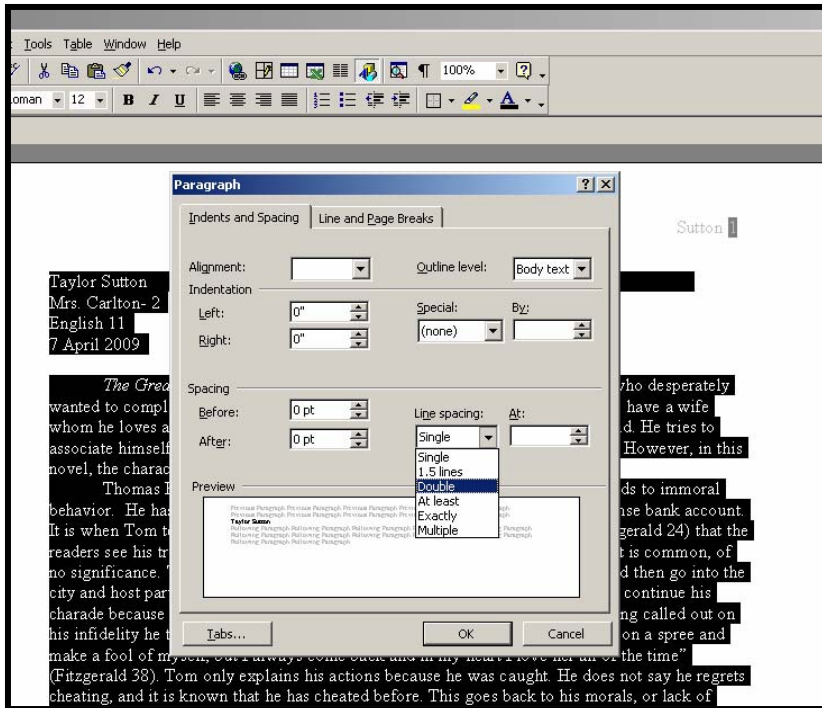 Tools Table Window Help
100%
12 B I U A
Paragraph
Indents and Spacing Line and Page Breaks
Sutton 1
Alignment: Outline level: Body text
Taylor Sutton
Indentation
Mrs. Carlton- 2
Left: 0" Special: By:
English 11
(none)
Right: 0"
7 April 2009
The Grea who desperately
Spacing
wanted to compl have a wife
Before: 0 pt Line spacing: At:
whom he loves a d. He tries to
After: 0 pt Single
associate himself However, in this
Single
novel, the charac
1.5 lines
Thomas ds to immoral
Preview Double
behavior. He ha nse bank account.
At least
Exactly
Multiple
Taylor Sutton
It is when Tom t gerald 24) that the
readers see his tr t is common, of
no significance. d then go into the
city and host par continue his
charade because ng called out on
Tabs... OK Cancel
his infidelity he t on a spree and
make a fool of myself, but I always come back and in my heart I love her all of the time”
(Fitzgerald 38). Tom only explains his actions because he was caught. He does not say he regrets
cheating, and it is known that he has cheated before. This goes back to his morals, or lack of